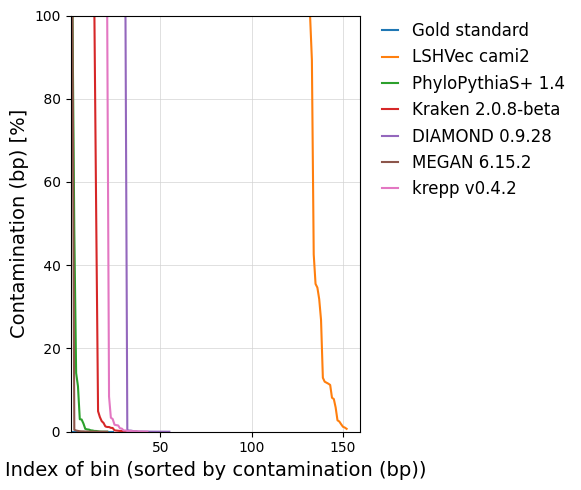 100
80
60
40
20
0
50
100
150
Contamination (bp) [%]
Index of bin (sorted by contamination (bp))
Gold standard
LSHVec cami2
PhyloPythiaS+ 1.4
Kraken 2.0.8-beta
DIAMOND 0.9.28
MEGAN 6.15.2
krepp v0.4.2